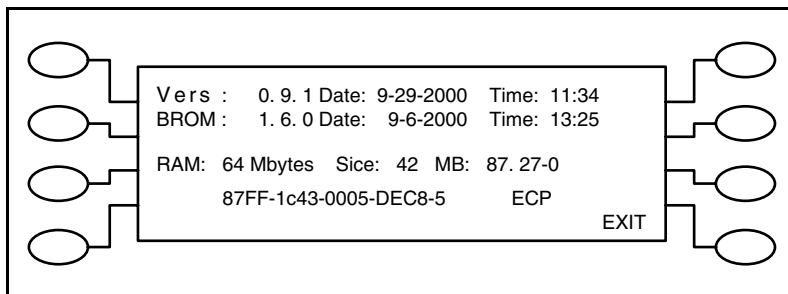 Vers : 0. 9. 1 Date: 9-29-2000 Time: 11:34
BROM : 1. 6. 0 Date: 9-6-2000 Time: 13:25
RAM: 64 Mbytes Sice: 42 MB: 87. 27-0
87FF-1c43-0005-DEC8-5 ECP
EXIT